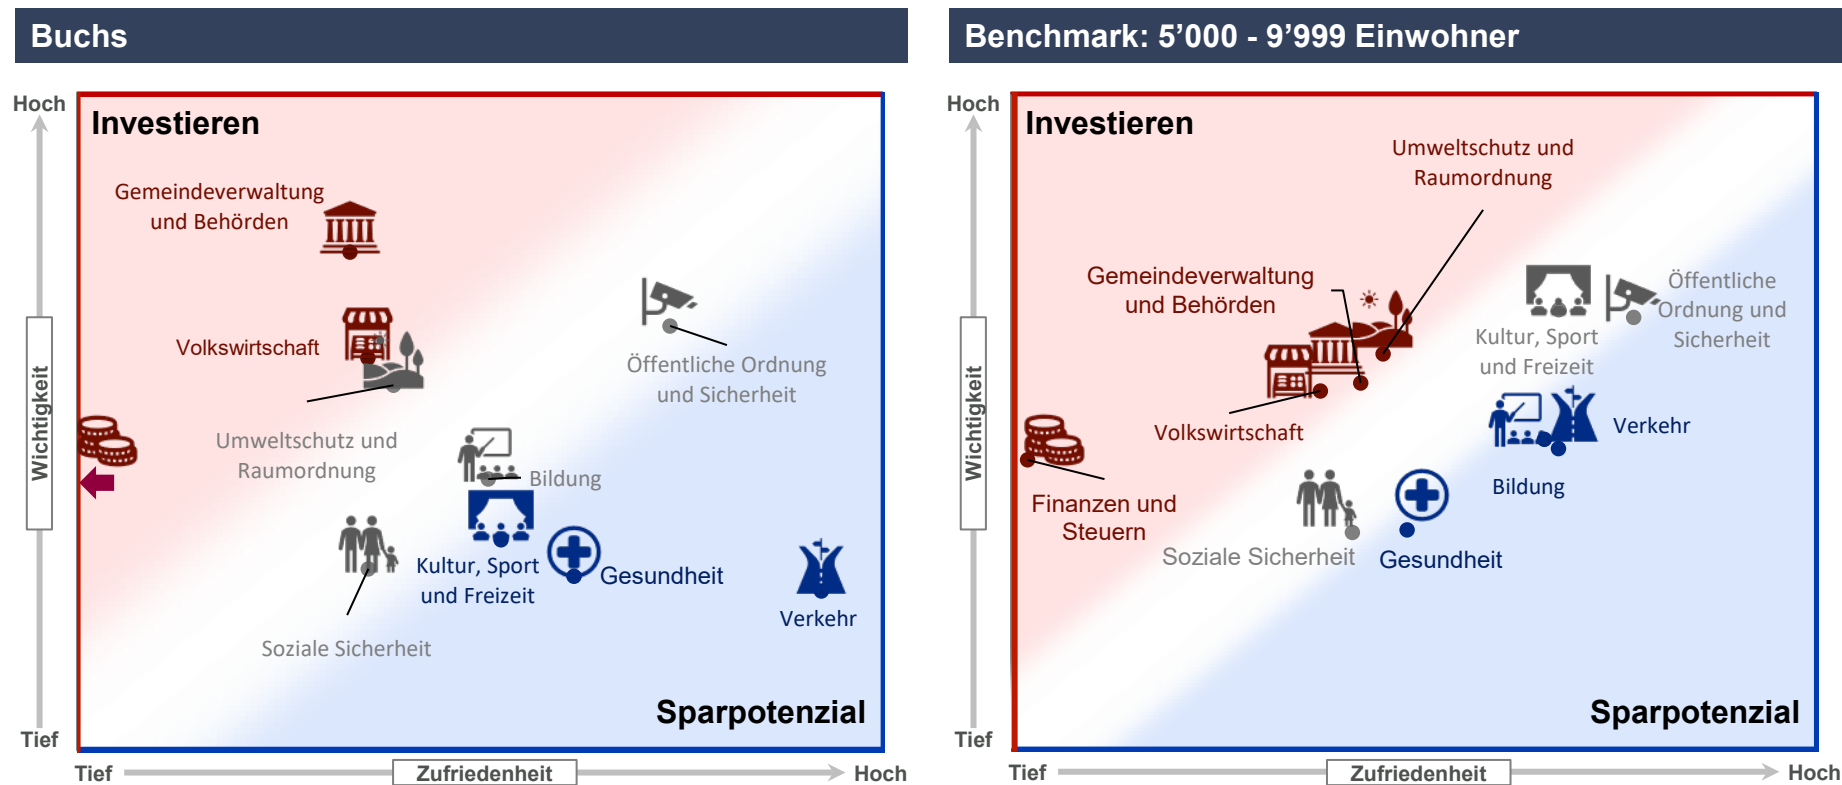 Buchs
Hoch
Investieren
Gemeindeverwaltung
und Behörden
Volkswirtschaft
Öffentliche Ordnung
und Sicherheit
Umweltschutz und
Raumordnung
Bildung
Kultur, Sport
und Freizeit
Gesundheit
Verkehr
Soziale Sicherheit
Sparpotenzial
Wichtigkeit
Tief
Tief
Zufriedenheit
Hoch
Benchmark: 5’000 - 9’999 Einwohner
Hoch
Investieren
Umweltschutz und
Raumordnung
Gemeindeverwaltung
und Behörden
Öffentliche
Ordnung und
Sicherheit
Kultur, Sport
und Freizeit
Volkswirtschaft
Verkehr
Bildung
Finanzen und
Steuern
Soziale Sicherheit
Gesundheit
Sparpotenzial
Wichtigkeit
Tief
Tief
Zufriedenheit
Hoch